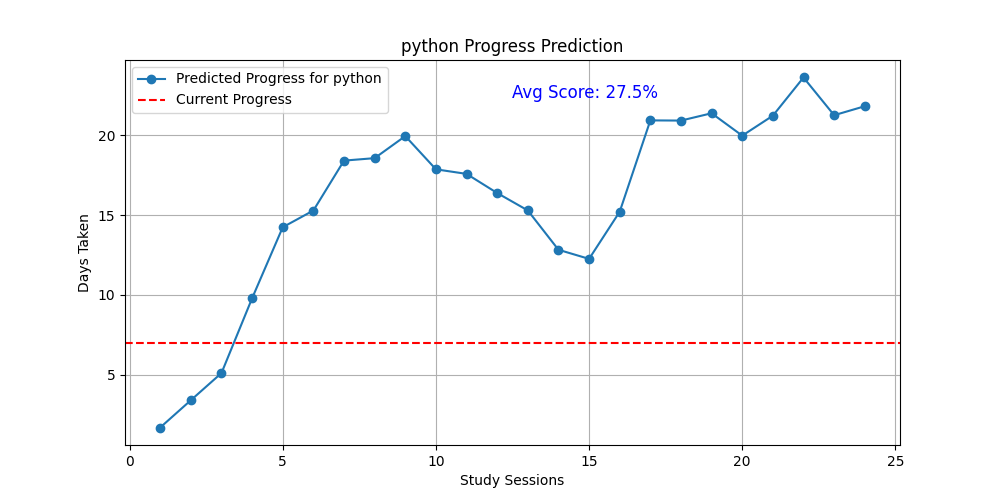 python Progress Prediction
Predicted Progress for python
Current Progress
Avg Score: 27.5%
Days Taken
20
15
10
5
0
5
10
15
20
25
Study Sessions